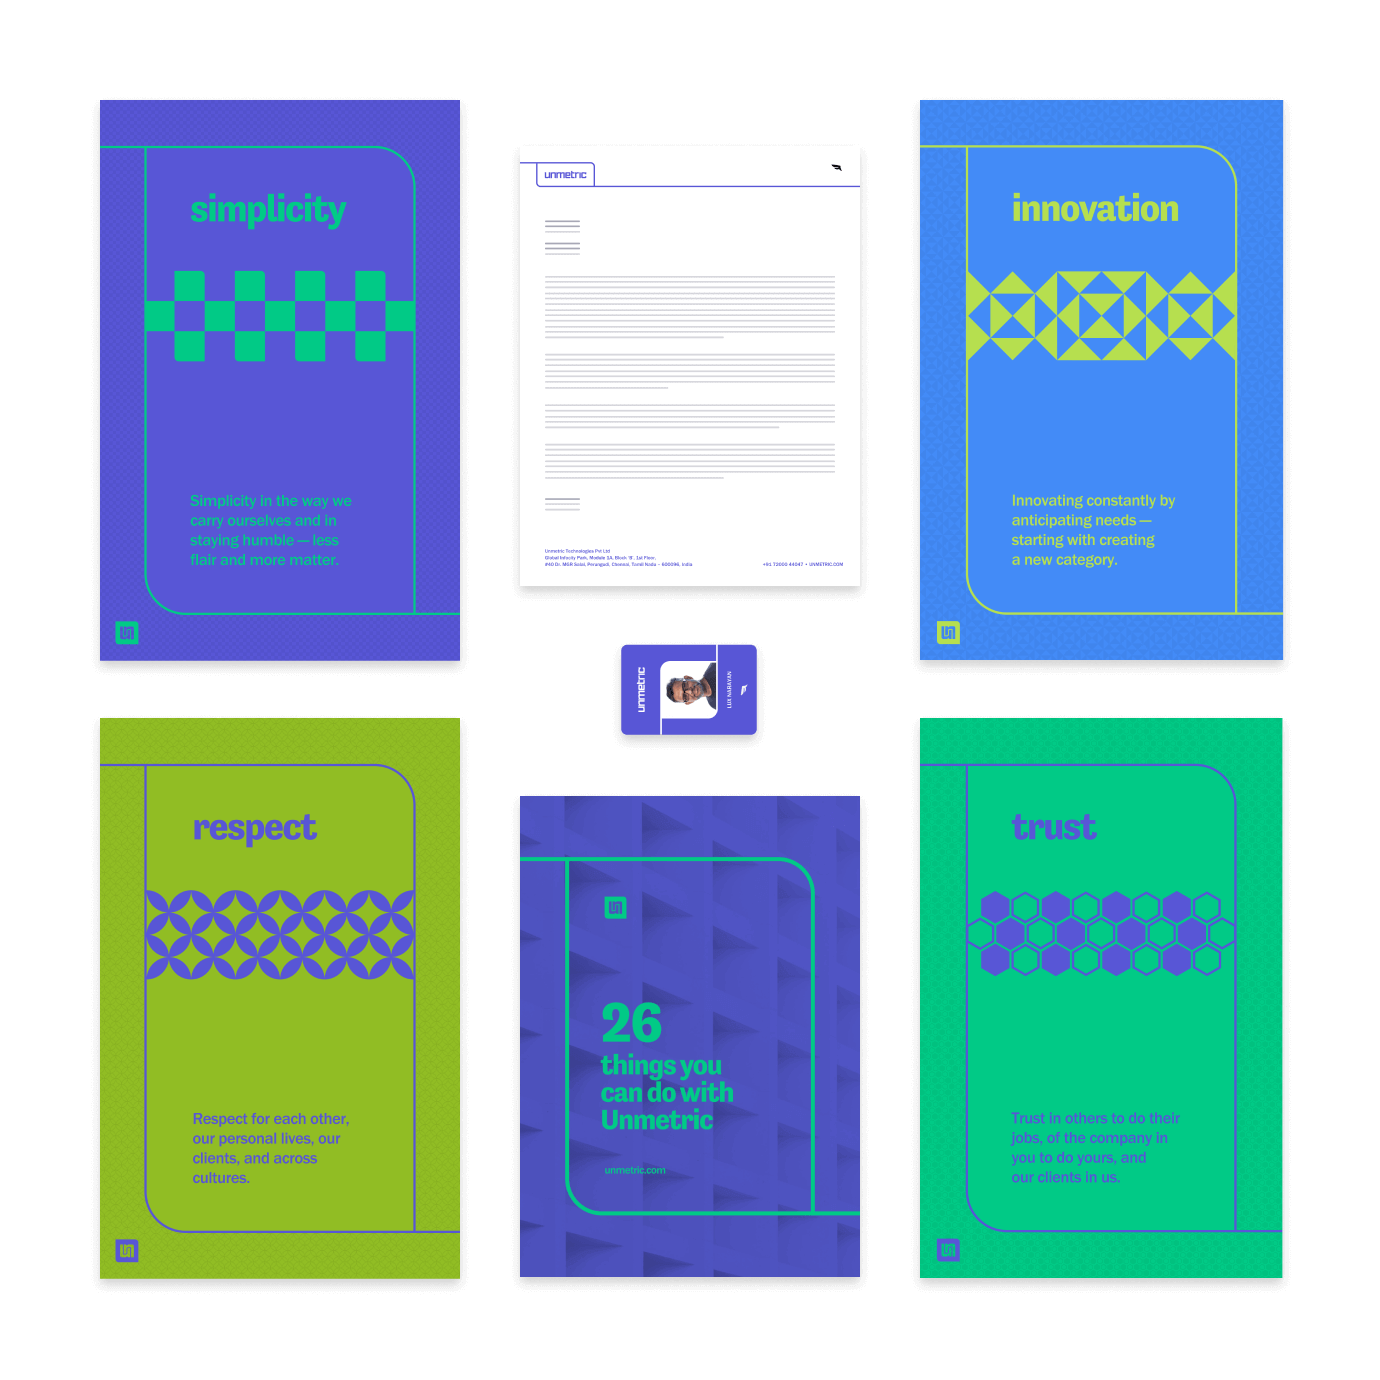 simplicity
Simplicity in the way we
carry ourselves and in
staying humble — less
flair and more matter.
unmetric
Unmetric Technologies Pvt Ltd
Global Infocity Park, Module 1A, Block 'B', 1st Floor,
#40 Dr. MGR Salai, Perungudi, Chennai, Tamil Nadu - 600096, India
+91 73000 44047 • UNMETRIC.COM
innovation
Innovating constantly by
anticipating needs —
starting with creating
a new category.
unmetric
LUX NARAYAN
respect
Respect for each other,
our personal lives, our
clients, and across
cultures.
26
things you
can do with
Unmetric
unmetric.com
trust
Trust in others to do their
jobs, of the company in
you to do yours, and
our clients in us.